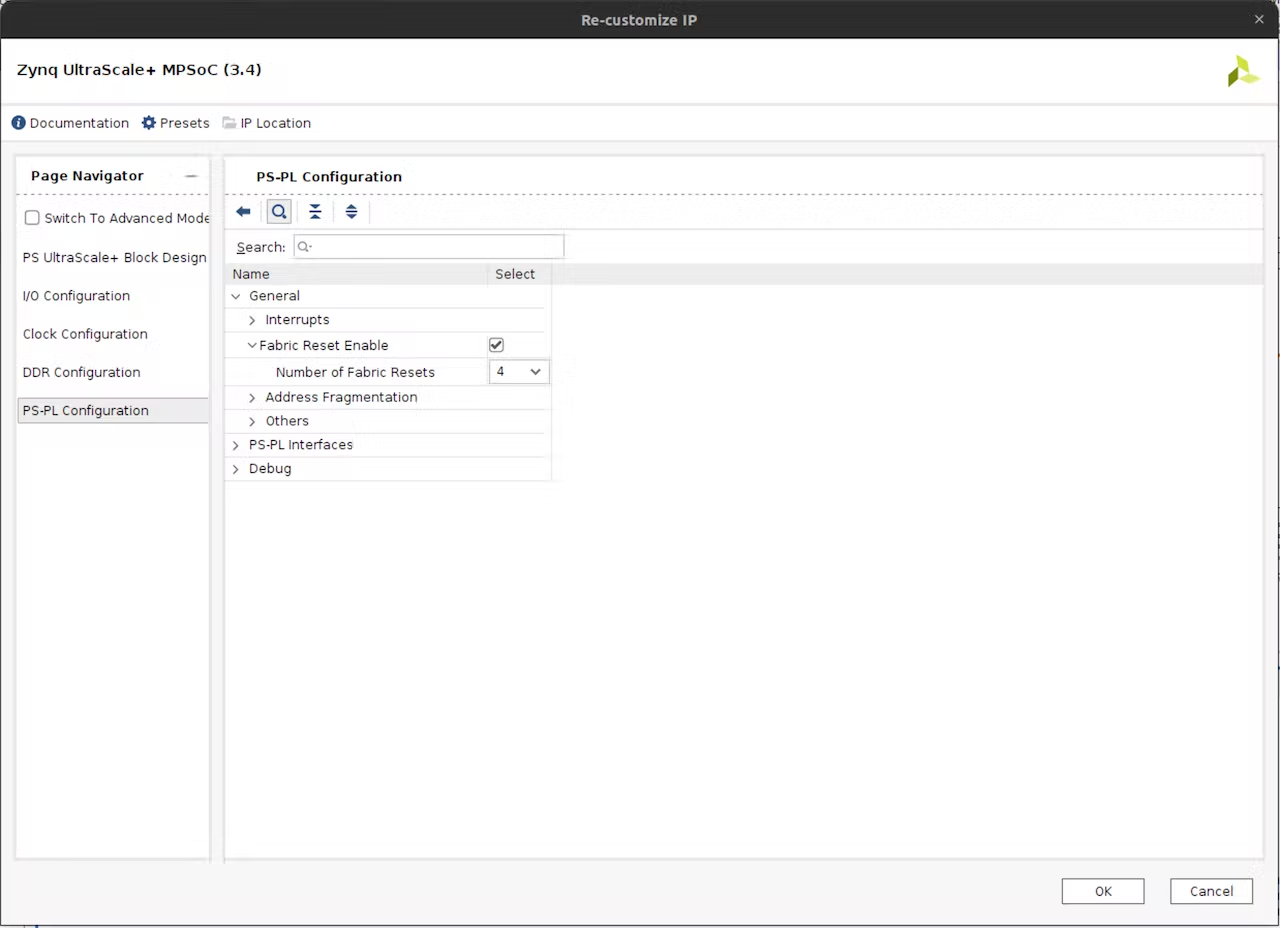 Re-customize IP
Zynq UltraScale+ MPSoC (3.4)
Documentation Presets IP Location
Page Navigator
Switch To Advanced Mode
PS UltraScale+ Block Design
I/O Configuration
Clock Configuration
DDR Configuration
PS-PL Configuration
PS-PL Configuration
Search:
Name Select
General
Interrupts
Fabric Reset Enable
Number of Fabric Resets 4
Address Fragmentation
Others
PS-PL Interfaces
Debug
OK Cancel